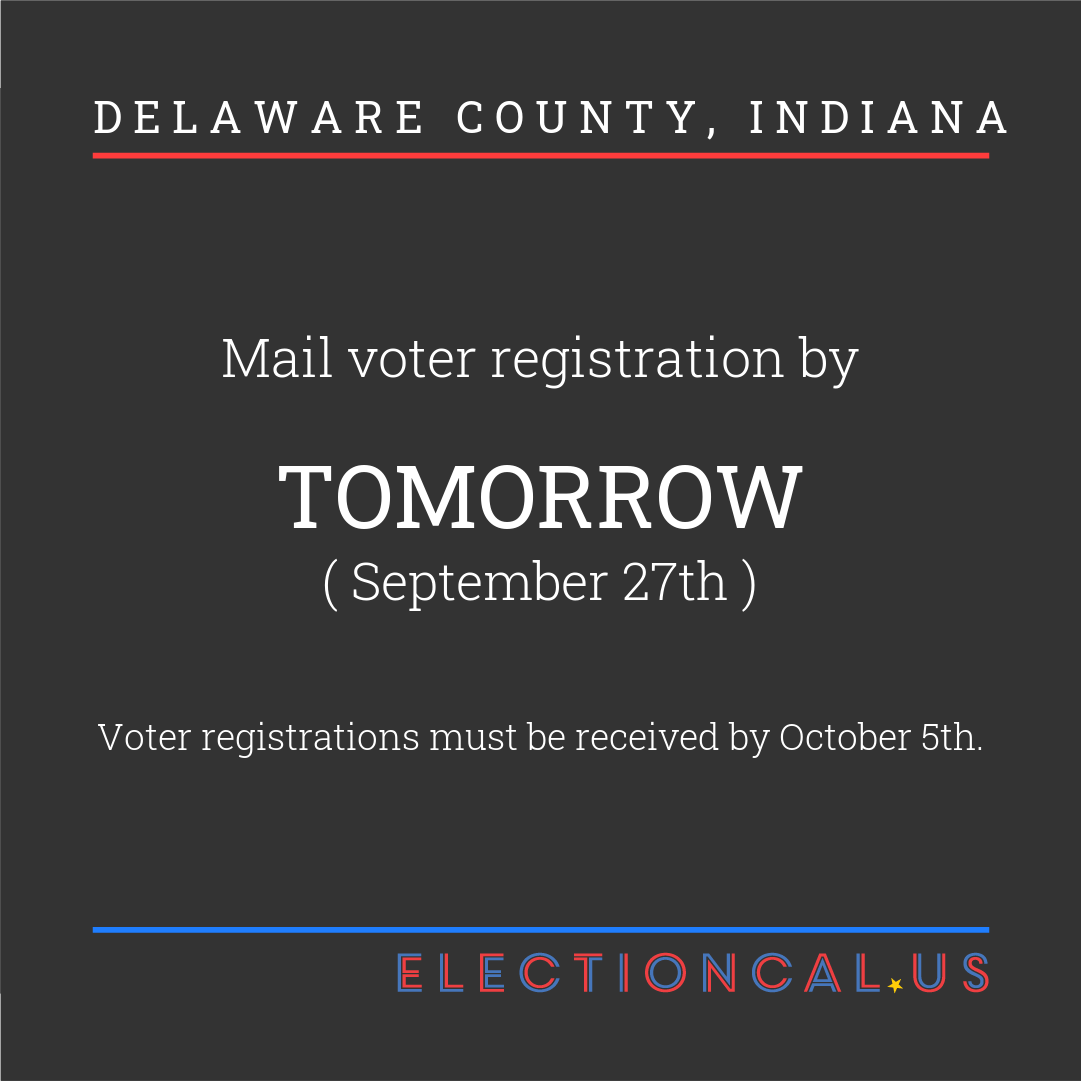 DELAWARE COUNTY, INDIANA
Mail voter registration by
TOMORROW
( September 27th )
Voter registrations must be received by October 5th.
ELECTIONCAL.US